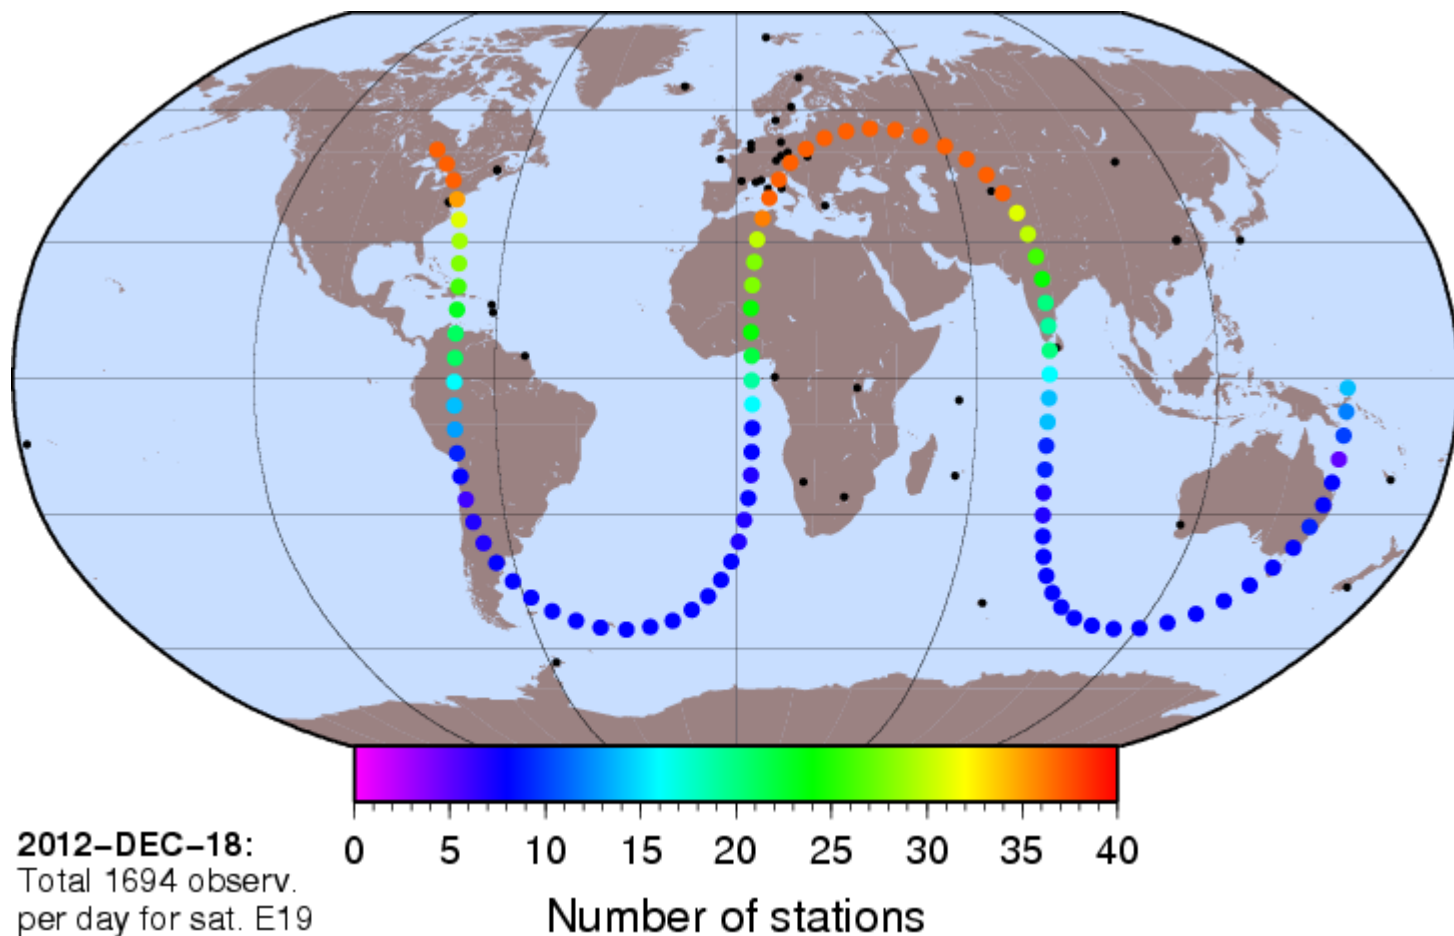 0 5 10 15 20 25 30 35 40
Number of stations
2012-DEC-18:
Total 1694 observ.
per day for sat. E19